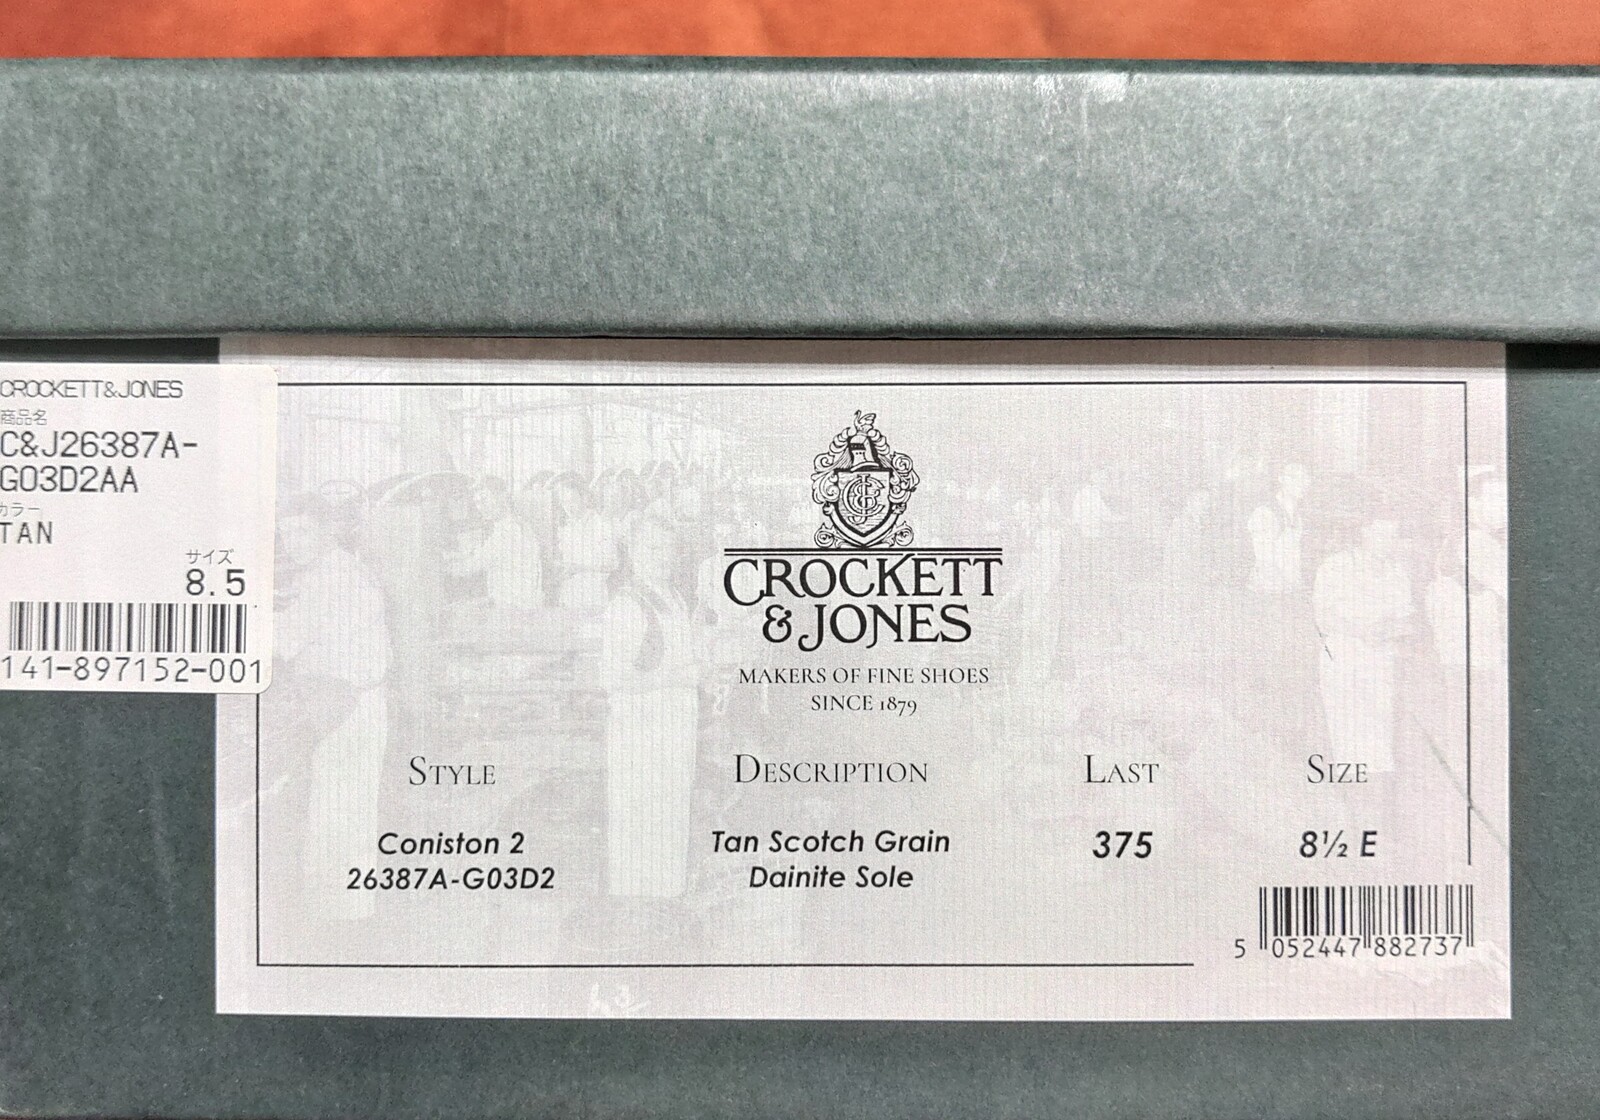 CROCKETT&JONES
商品名
C&J26387A-
G03D2AA
カラー
TAN
サイズ
8.5
141-897152-001
CROCKETT
& JONES
MAKERS OF FINE SHOES
SINCE 1879
STYLE
Coniston 2
26387A-G03D2
DESCRIPTION
Tan Scotch Grain
Dainite Sole
LAST
375
SIZE
8½ E
5 052447 882737